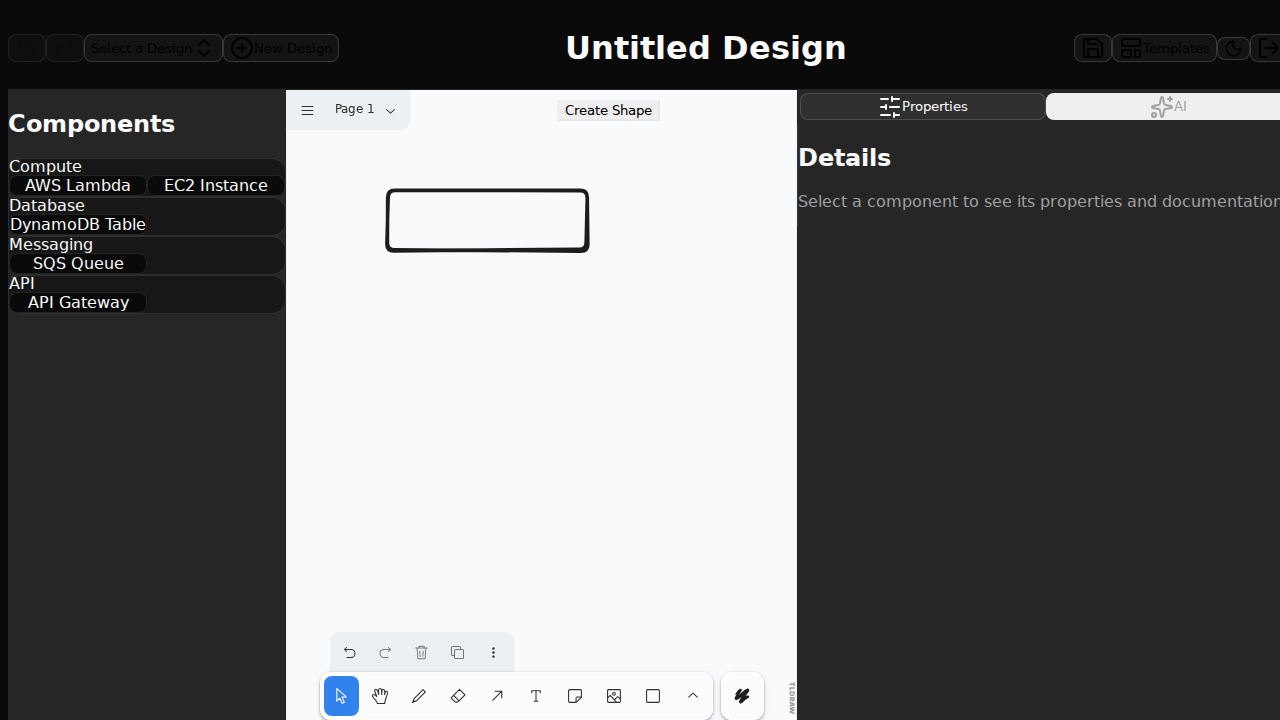 Select a Design
New Design
Untitled Design
Templates
Components
Compute
AWS Lambda
EC2 Instance
Database
DynamoDB Table
Messaging
SQS Queue
API
API Gateway
Page 1
Create Shape
TLDRAW
Properties
AI
Details
Select a component to see its properties and documentation